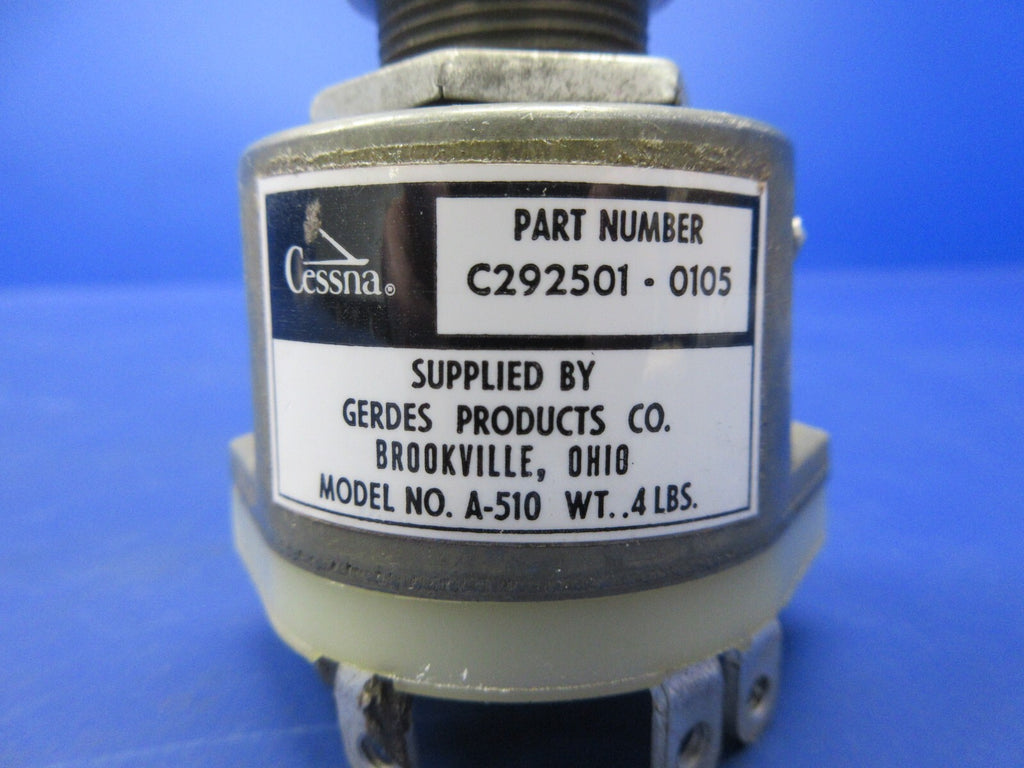 Cessna®
PART NUMBER
C292501 • 0105
SUPPLIED BY
GERDES PRODUCTS CO.
BROOKVILLE, OHIO
MODEL NO. A-510 WT. .4 LBS.